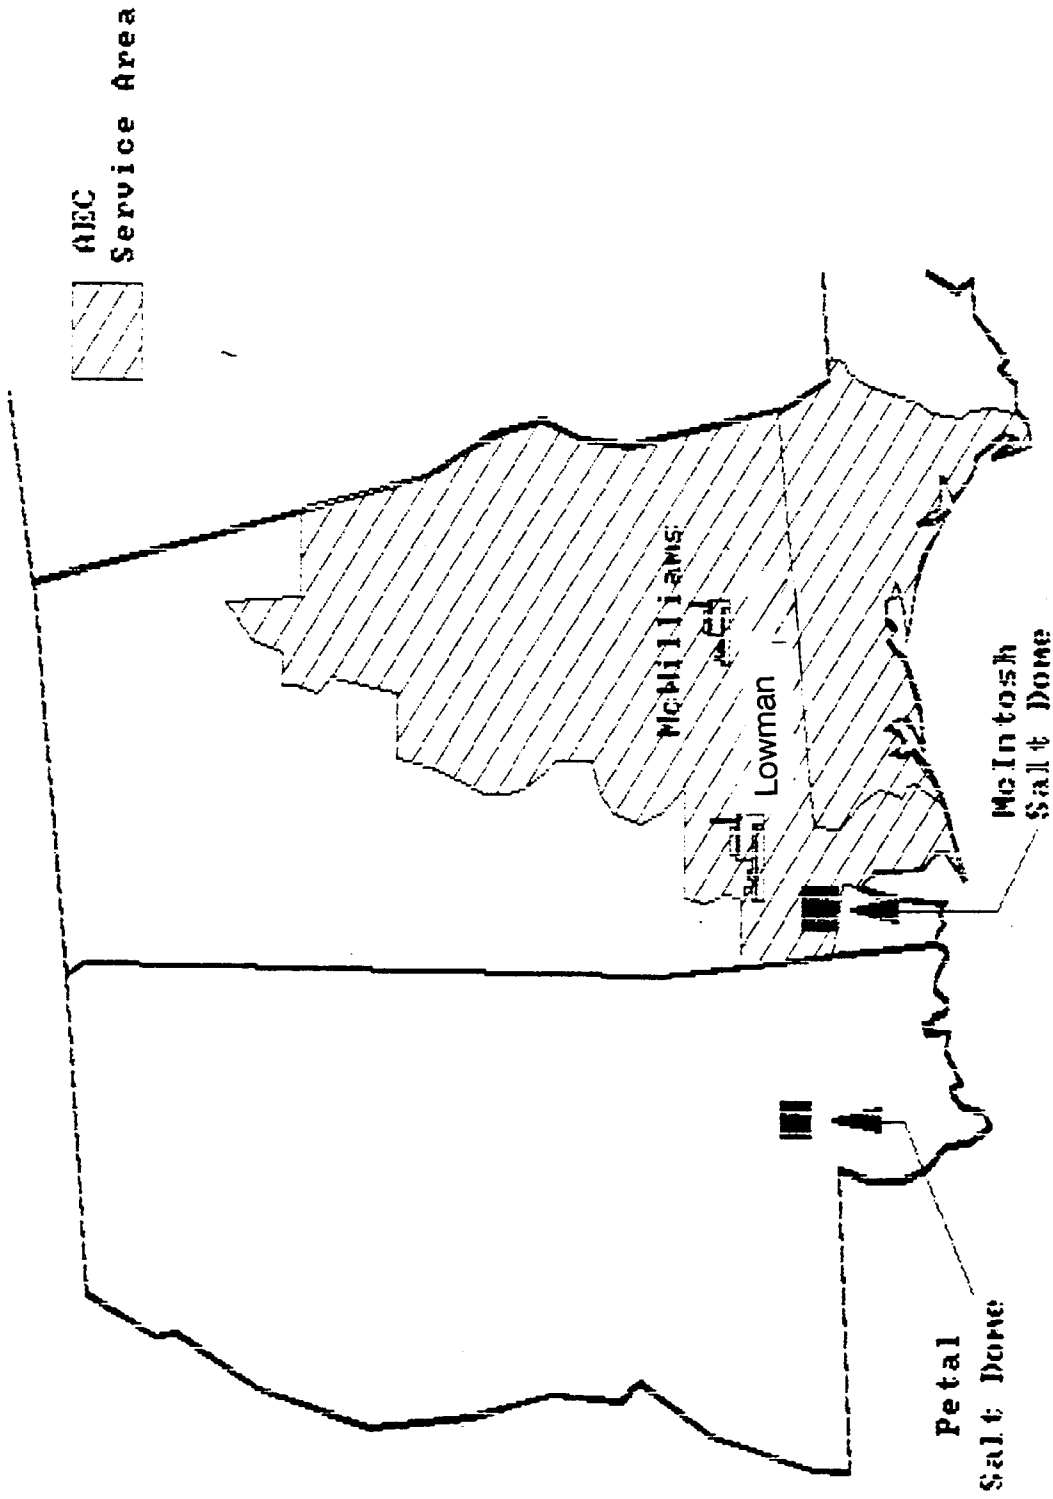 AEC
Service Area
McWilliams
Lowman
McIntosh
Salt Dome
Petal
Salt Dome